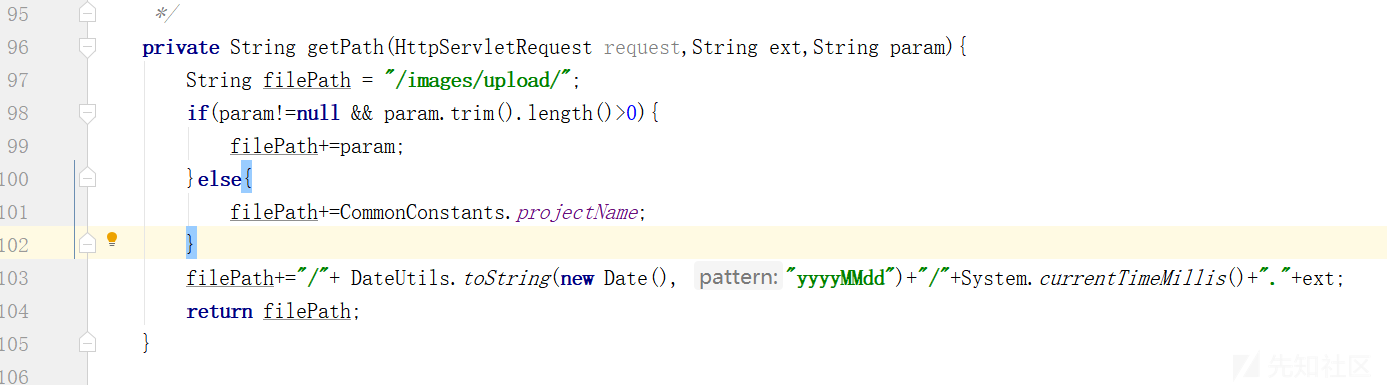 95 */
96 private String getPath(HttpServletRequest request,String ext,String param){
97 String filePath = "/images/upload/";
98 if(param!=null && param.trim().length()>0){
99 filePath+=param;
100 }else{
101 filePath+=CommonConstants.projectName;
102 }
103 filePath+="/"+ DateUtils.toString(new Date(), pattern: "yyyyMMdd")+"/"+System.currentTimeMillis()+"."+ext;
104 return filePath;
105 }
106
先知社区